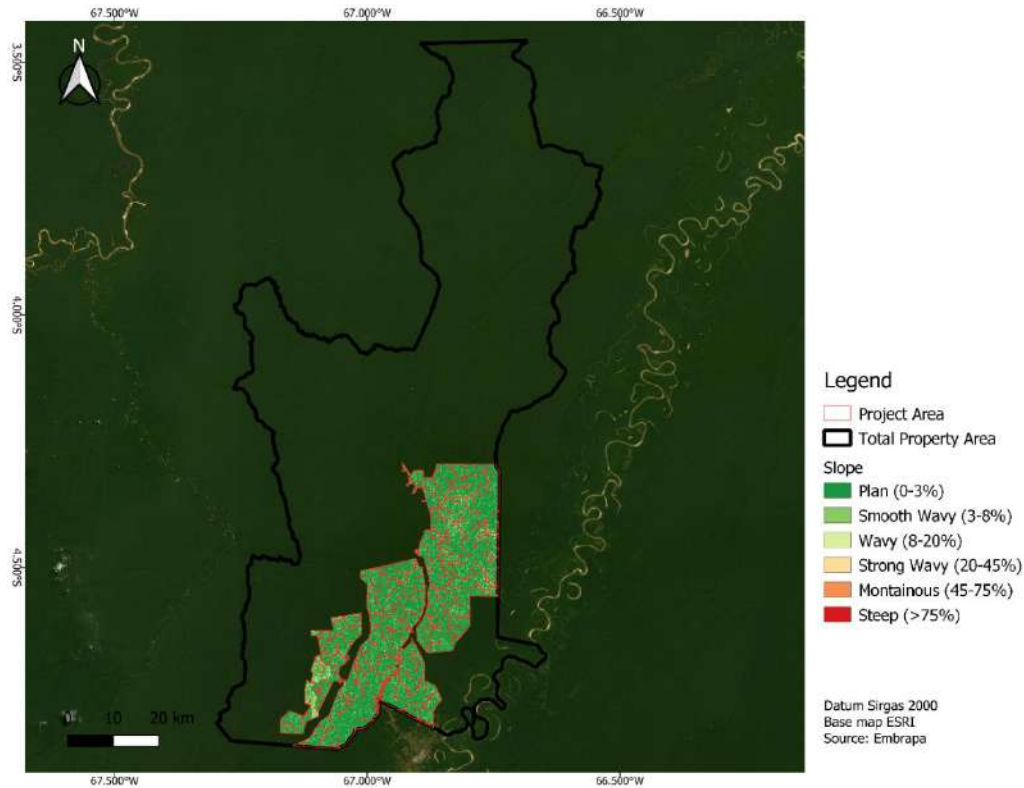 67.500°W 67.000°W 66.500°W
N
3.500°S
4.000°S
4.500°S
0 10 20 km
67.500°W 67.000°W 66.500°W
Legend
Project Area
Total Property Area
Slope
Plan (0-3%)
Smooth Wavy (3-8%)
Wavy (8-20%)
Strong Wavy (20-45%)
Montainous (45-75%)
Steep (>75%)
Datum Sirgas 2000
Base map ESRI
Source: Embrapa